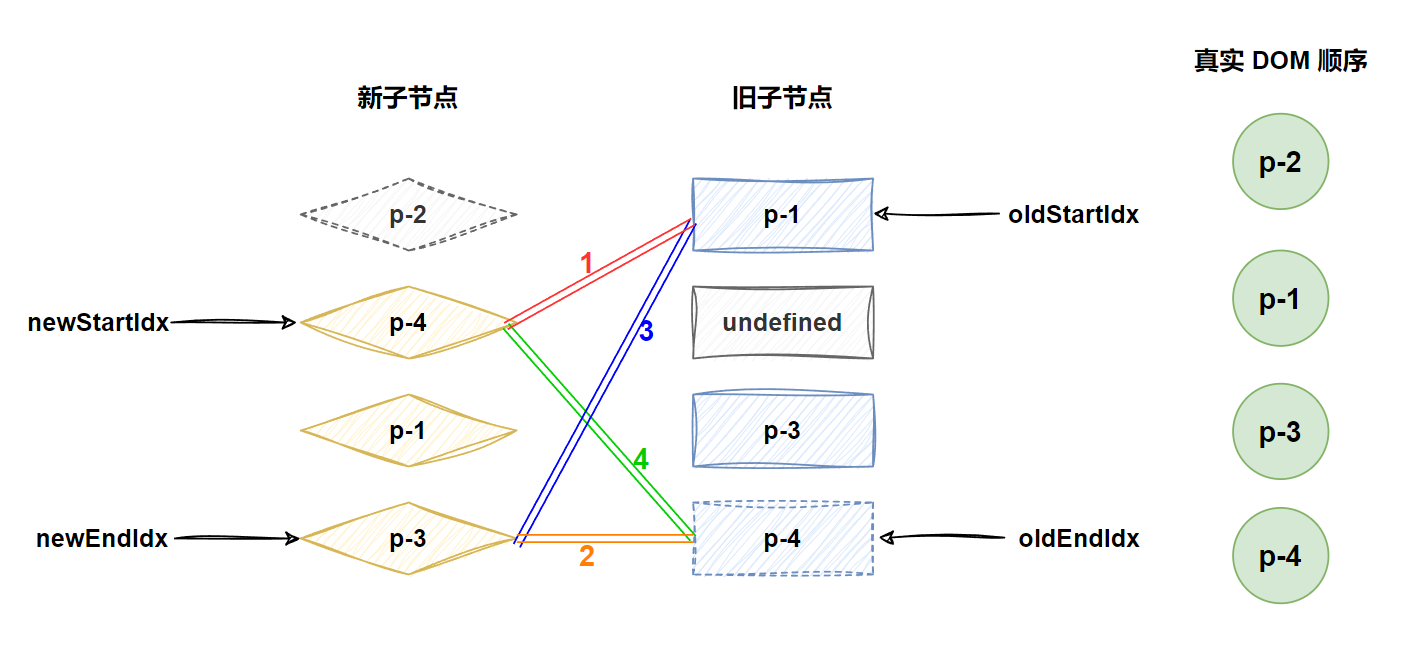 真实 DOM 顺序
新子节点
旧子节点
p-2
p-1
oldStartIdx
p-2
1
newStartIdx
p-4
3
undefined
p-1
p-1
4
p-3
p-3
newEndIdx
p-3
2
p-4
oldEndIdx
p-4